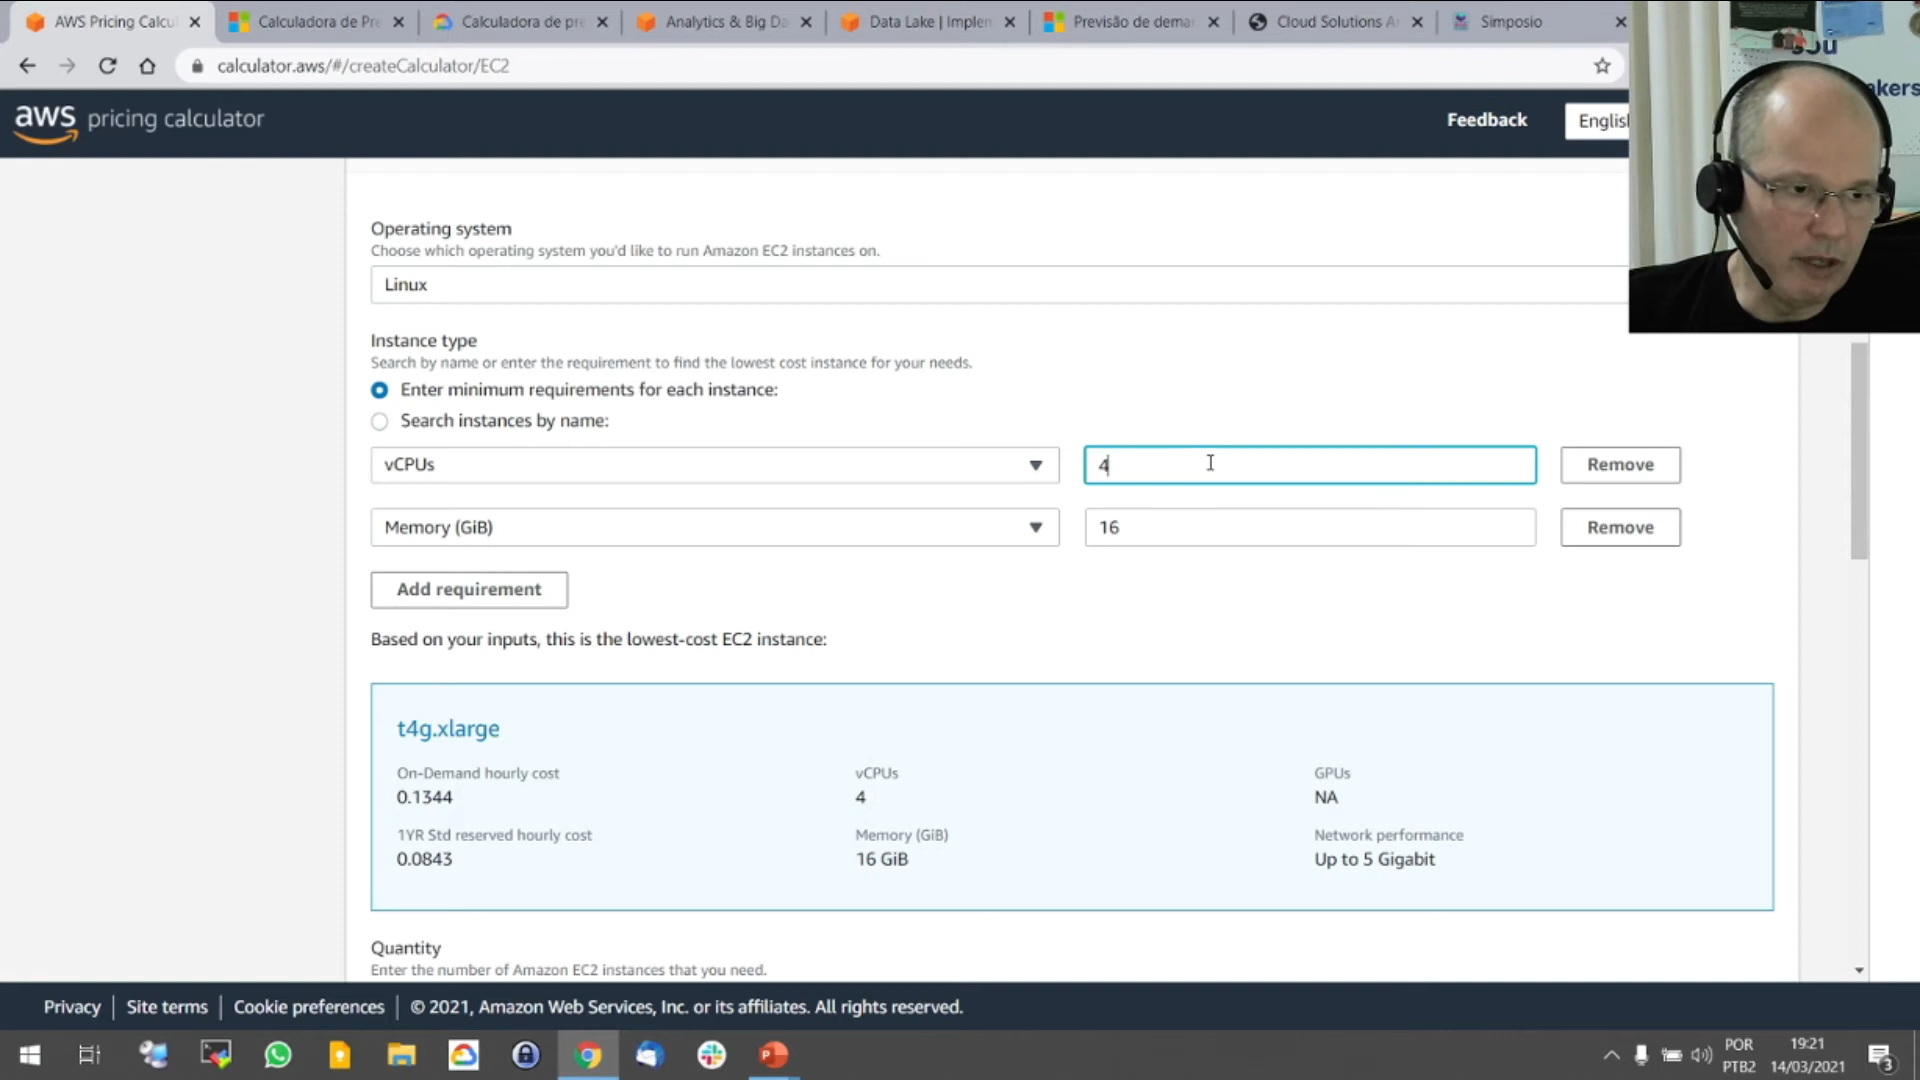 AWS Pricing Calcu
Calculadora de Pre
Calculadora de pre
Analytics & Big Da
Data Lake | Implen
Previsão de demar
Cloud Solutions Ar
Simposio
calculator.aws/#/createCalculator/EC2
aws pricing calculator
Feedback
English
you
akers
Operating system
Choose which operating system you'd like to run Amazon EC2 instances on.
Linux
Instance type
Search by name or enter the requirement to find the lowest cost instance for your needs.
Enter minimum requirements for each instance:
Search instances by name:
vCPUs
4
Remove
Memory (GiB)
16
Remove
Add requirement
Based on your inputs, this is the lowest-cost EC2 instance:
t4g.xlarge
On-Demand hourly cost
0.1344
vCPUs
4
GPUs
NA
1YR Std reserved hourly cost
0.0843
Memory (GiB)
16 GiB
Network performance
Up to 5 Gigabit
Quantity
Enter the number of Amazon EC2 instances that you need.
Privacy | Site terms | Cookie preferences | © 2021, Amazon Web Services, Inc. or its affiliates. All rights reserved.
POR
PTB2
19:21
14/03/2021
3